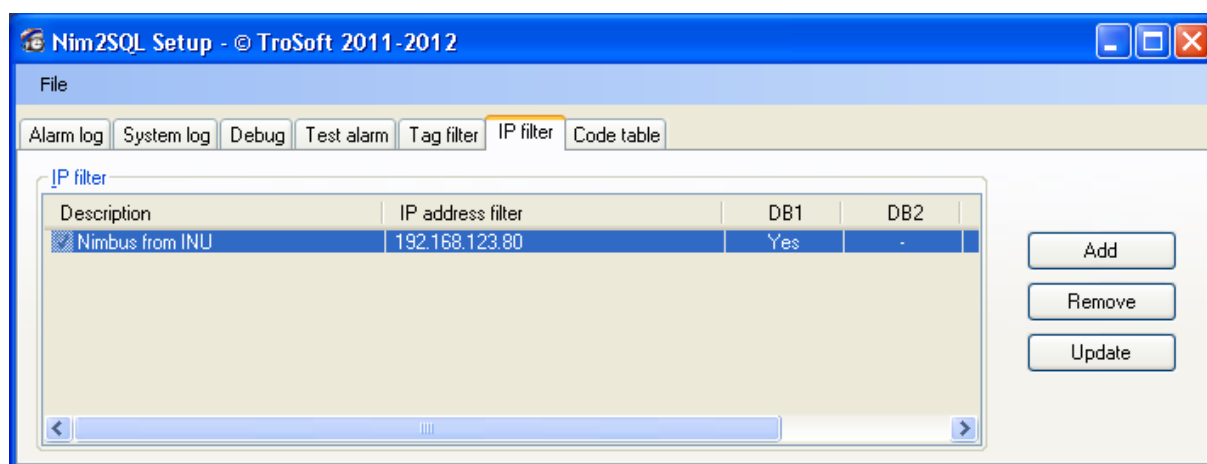 Nim2SQL Setup - © TroSoft 2011-2012
File
Alarm log System log Debug Test alarm Tag filter IP filter Code table
IP filter
Description IP address filter DB1 DB2
Nimbus from INU 192.168.123.80 Yes -
Add
Remove
Update